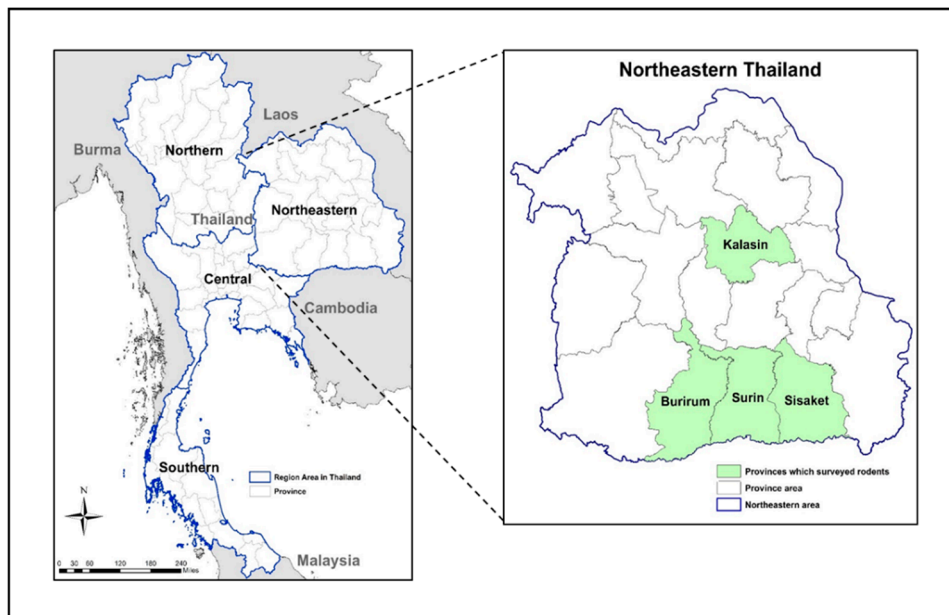 Laos
Burma
Northern
Thailand
Northeastern
Central
Cambodia
Southern
Region Area in Thailand
Province
N
0 30 60 120 180 240
Miles
Malaysia
Northeastern Thailand
Kalasin
Burirum
Surin
Sisaket
Provinces which surveyed rodents
Province area
Northeastern area